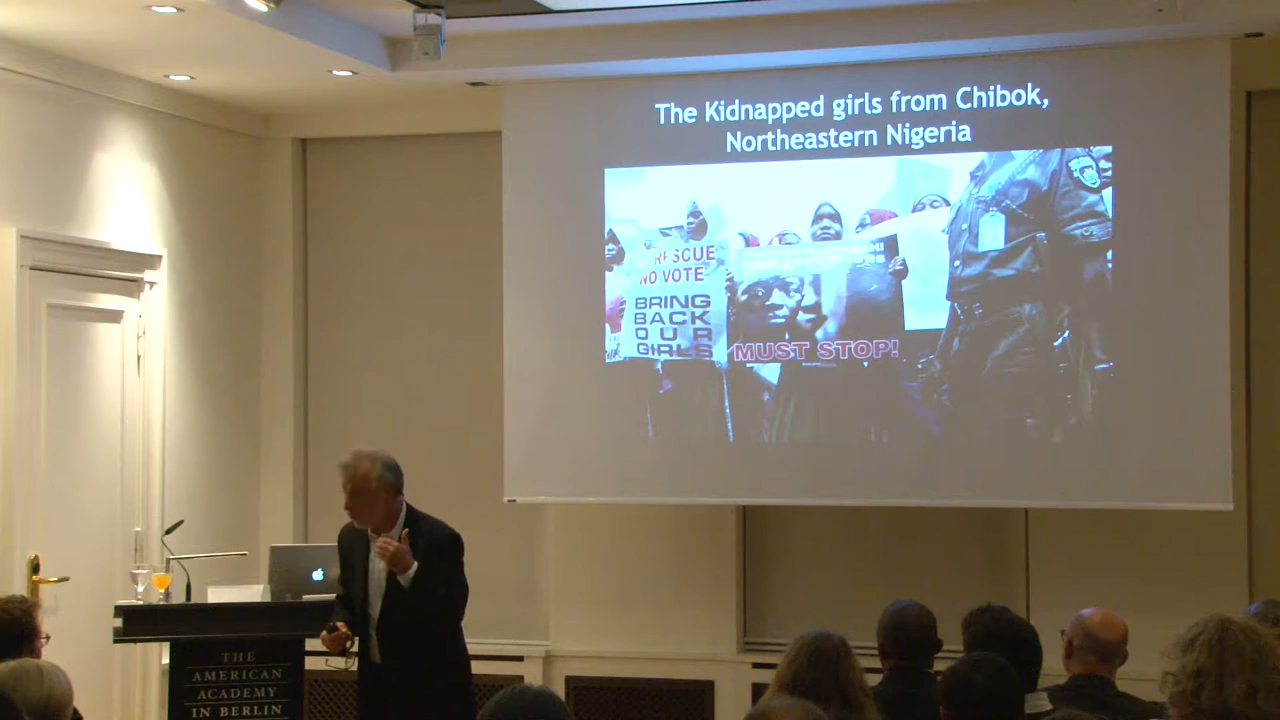 The Kidnapped girls from Chibok,
Northeastern Nigeria
RESCUE
NO VOTE
BRING
BACK
OUR
GIRLS
MUST STOP!
THE
AMERICAN
ACADEMY
IN BERLIN